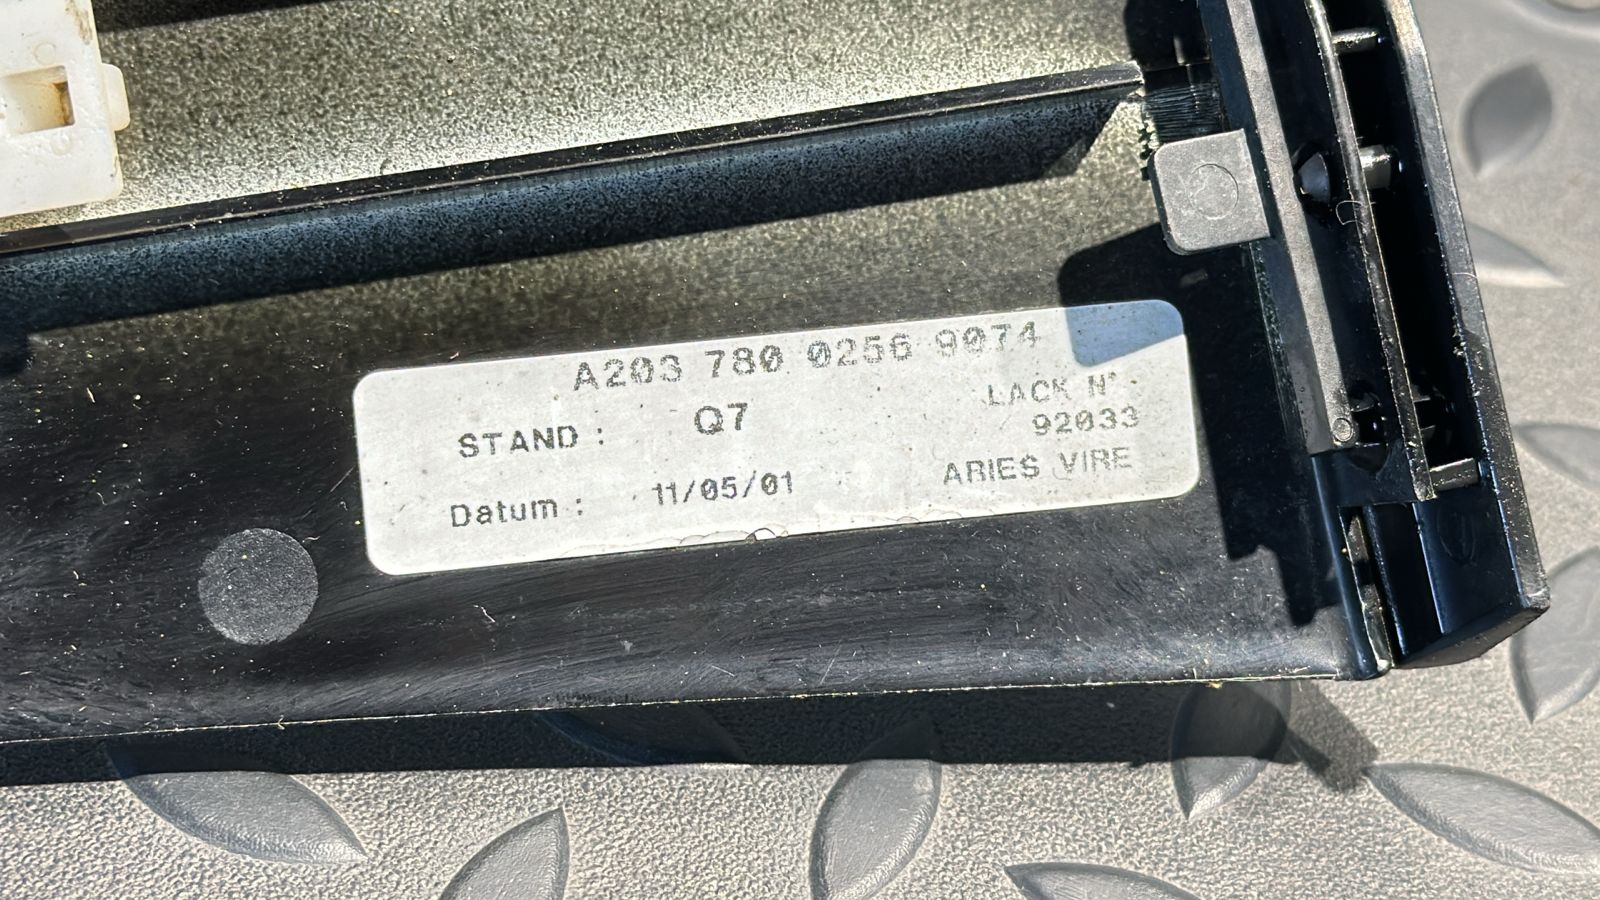 A203 780 0256 9074
LACK N°
STAND : Q7
92033
Datum : 11/05/01
ARIES VIRE